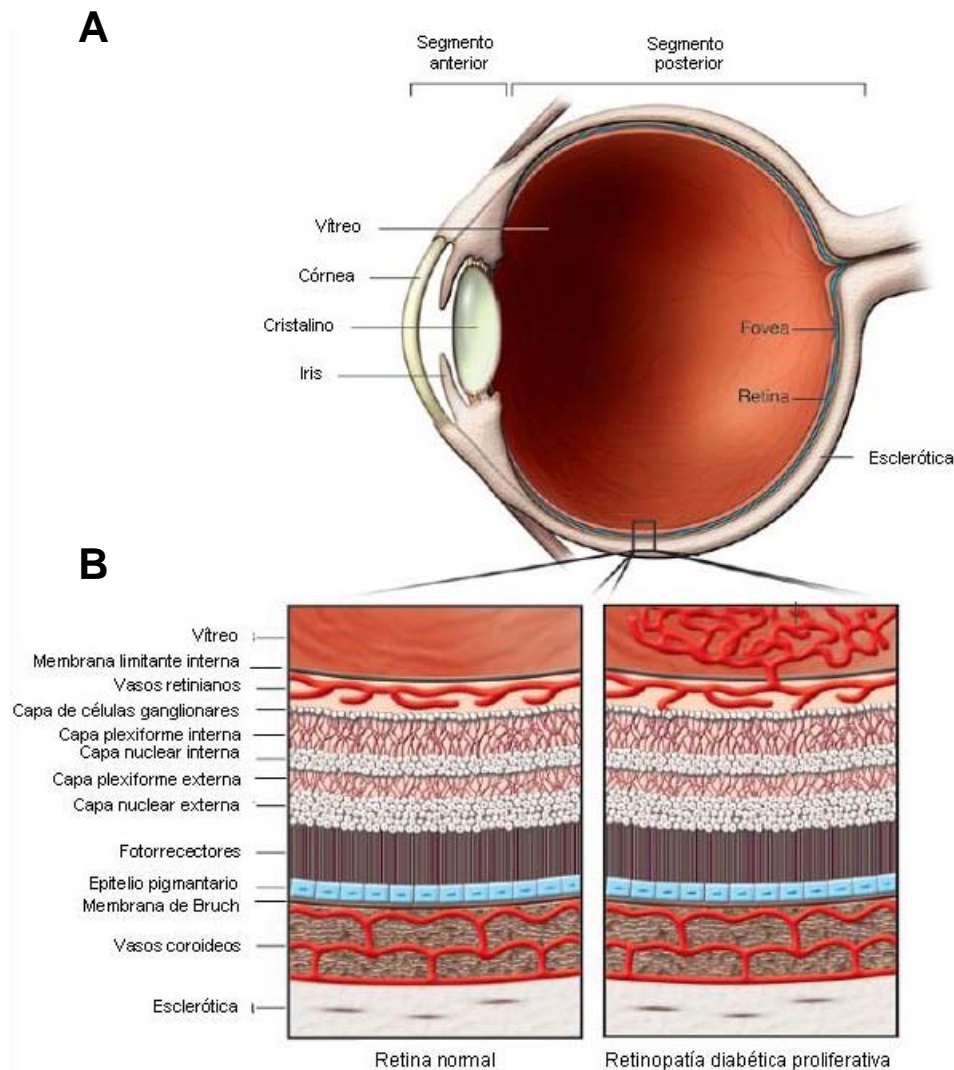 A
Segmento
anterior
Segmento
posterior
Vítreo
Córnea
Cristalino
Iris
Fovea
Retina
Esclerótica
B
Vítreo
Membrana limitante interna
Vasos retinianos
Capa de células ganglionares
Capa plexiforme interna
Capa nuclear interna
Capa plexiforme externa
Capa nuclear externa
Fotorrecectores
Epitelio pigmantario
Membrana de Bruch
Vasos coroideos
Esclerótica
Retina normal
Retinopatía diabética proliferativa